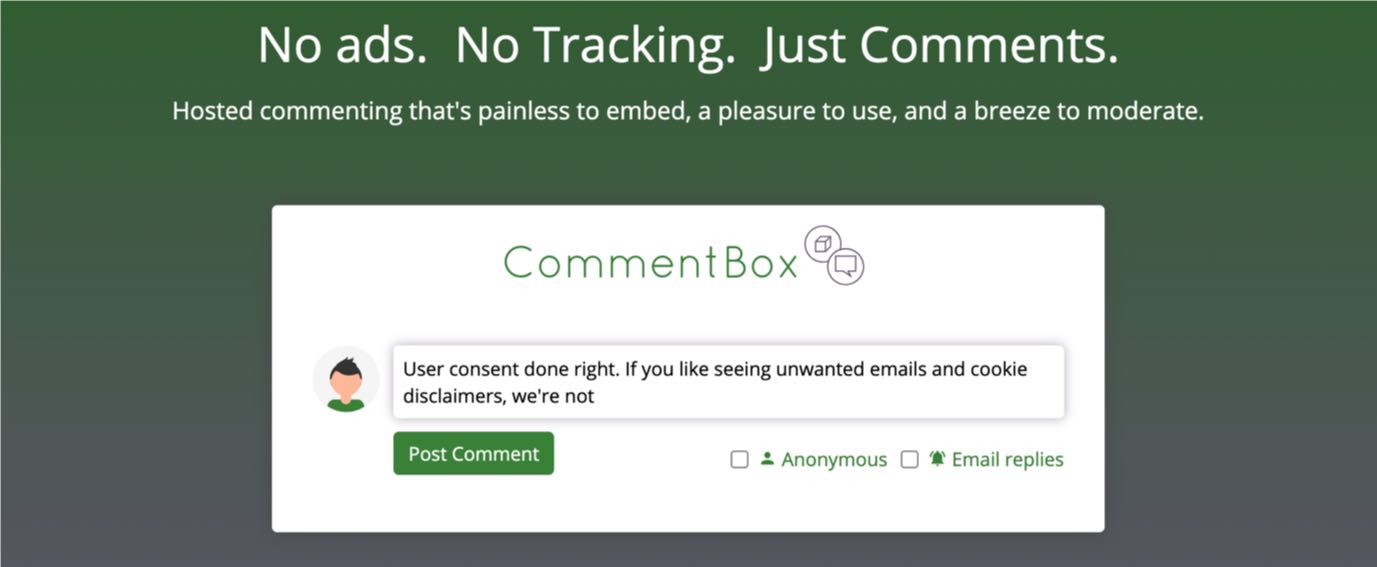 No ads.  No Tracking.  Just Comments.
Hosted commenting that's painless to embed, a pleasure to use, and a breeze to moderate.
CommentBox
User consent done right. If you like seeing unwanted emails and cookie
disclaimers, we're not
Post Comment
Anonymous
Email replies